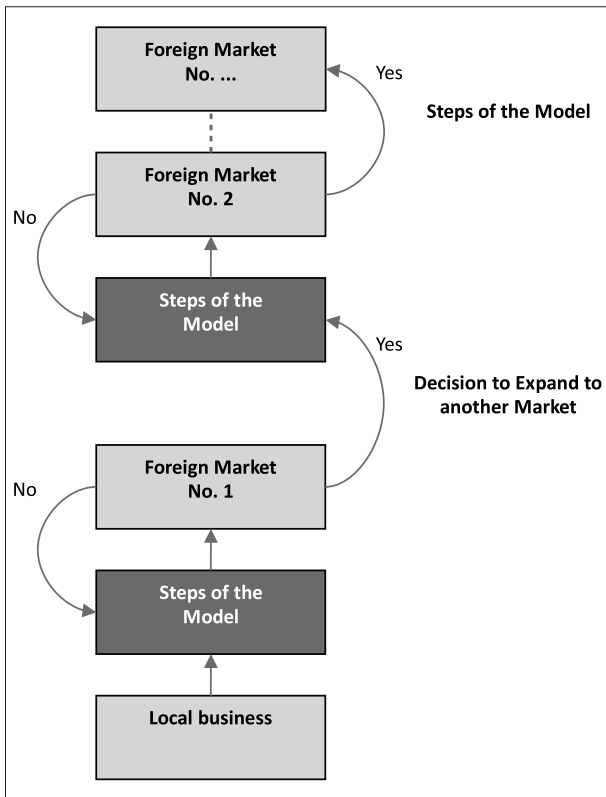 Foreign Market
No. ...
Yes
Steps of the Model
Foreign Market
No. 2
No
Steps of the
Model
Yes
Decision to Expand to
another Market
Foreign Market
No. 1
No
Steps of the
Model
Local business